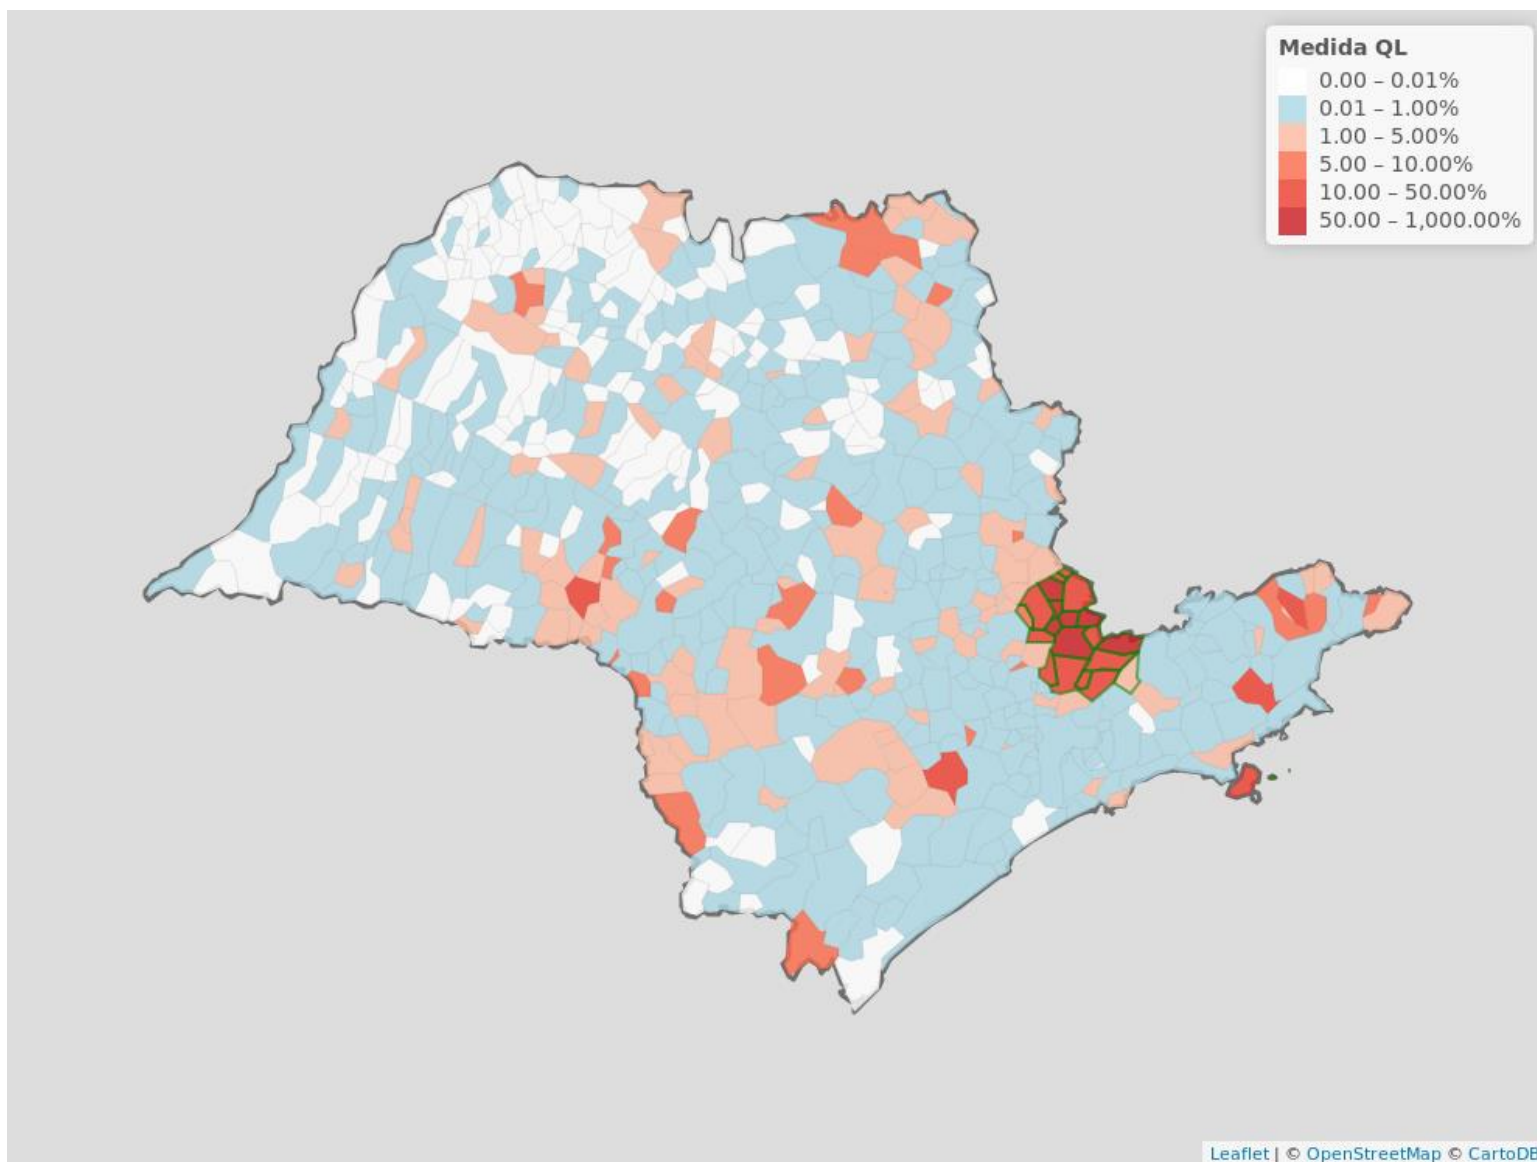 Medida QL
0.00 – 0.01%
0.01 – 1.00%
1.00 – 5.00%
5.00 – 10.00%
10.00 – 50.00%
50.00 – 1,000.00%
Leaflet | © OpenStreetMap © CartoDB